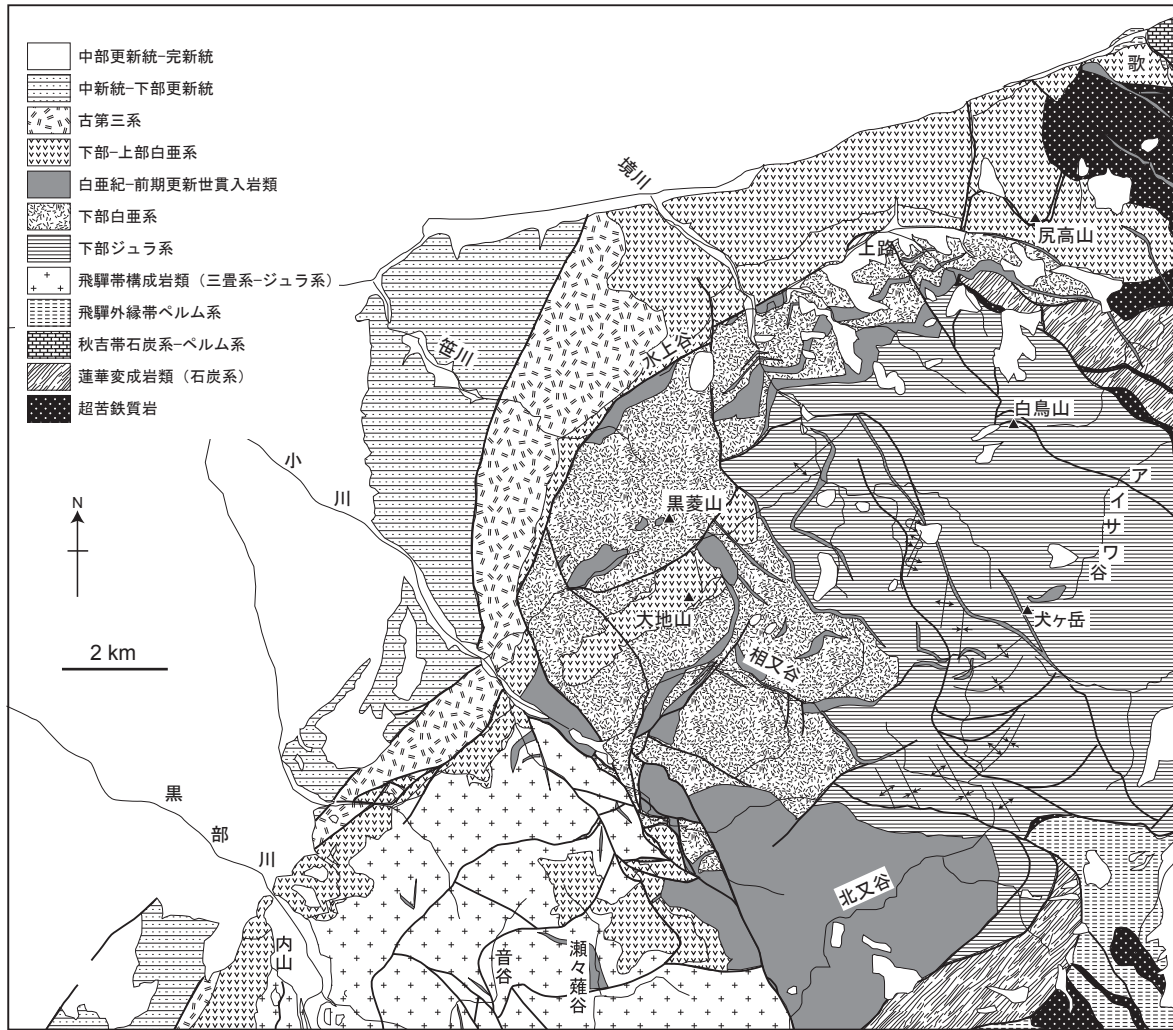 中部更新統–完新統
中新統–下部更新統
古第三系
下部–上部白亜系
白亜紀–前期更新世貫入岩類
下部白亜系
下部ジュラ系
飛驒帯構成岩類（三畳系–ジュラ系）
飛驒外縁帯ペルム系
秋吉帯石炭系–ペルム系
蓮華変成岩類（石炭系）
超苦鉄質岩
歌
境川
尻高山
上路
水上谷
笹川
白鳥山
小川
アイサワ谷
N
黒菱山
大地山
犬ヶ岳
2 km
相又谷
黒部川
北又谷
内山
音谷
瀬々薙谷